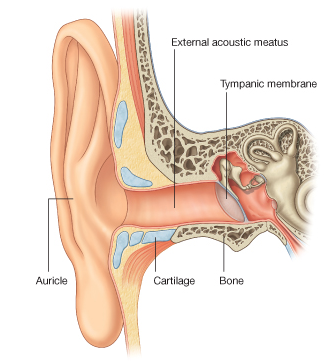 External acoustic meatus
Tympanic membrane
Auricle
Cartilage
Bone